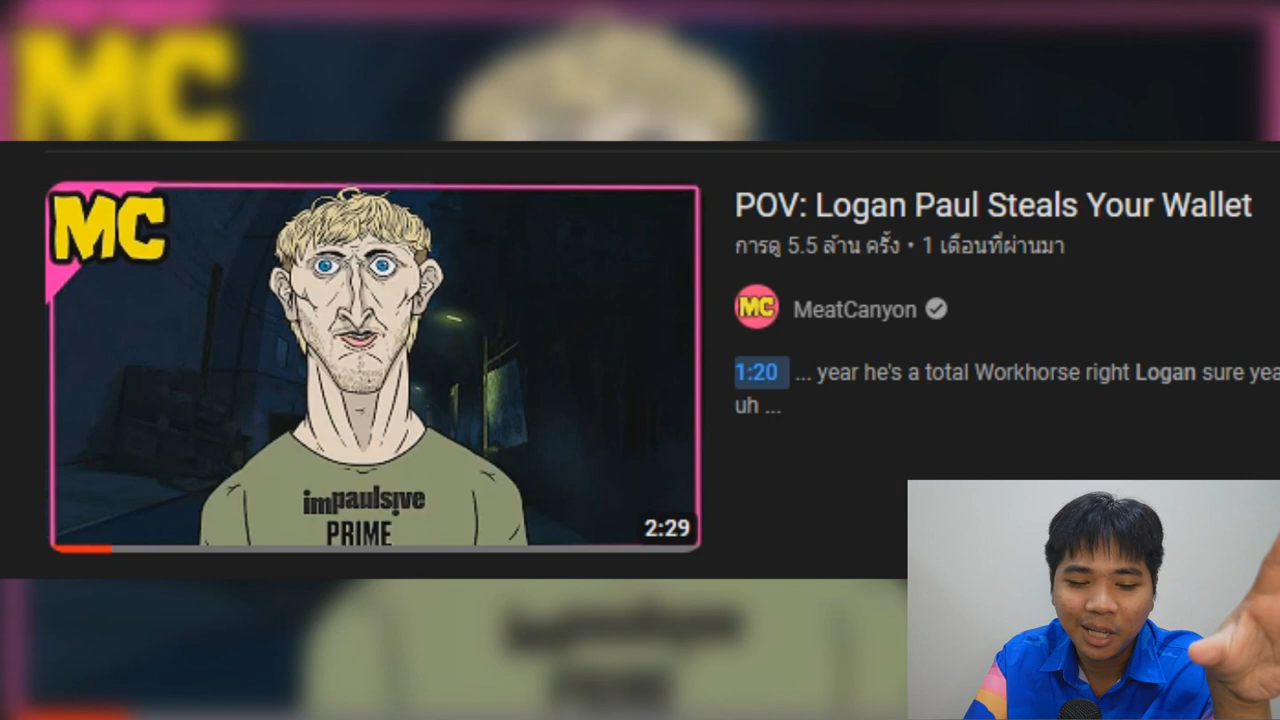 MC
MC
POV: Logan Paul Steals Your Wallet
การดู 5.5 ล้าน ครั้ง • 1 เดือนที่ผ่านมา
MC
MeatCanyon
1:20 ... year he's a total Workhorse right Logan sure yea
uh ...
impaulsive
PRIME
2:29